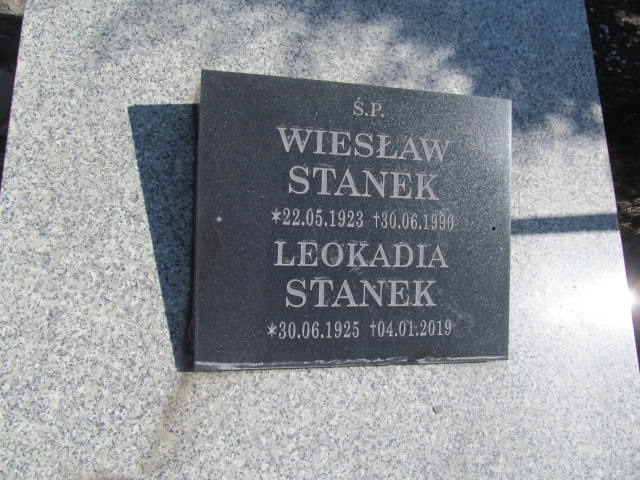 Ś.P.
WIESŁAW
STANEK
*22.05.1923 †30.06.1990
LEOKADIA
STANEK
*30.06.1925 †04.01.2019